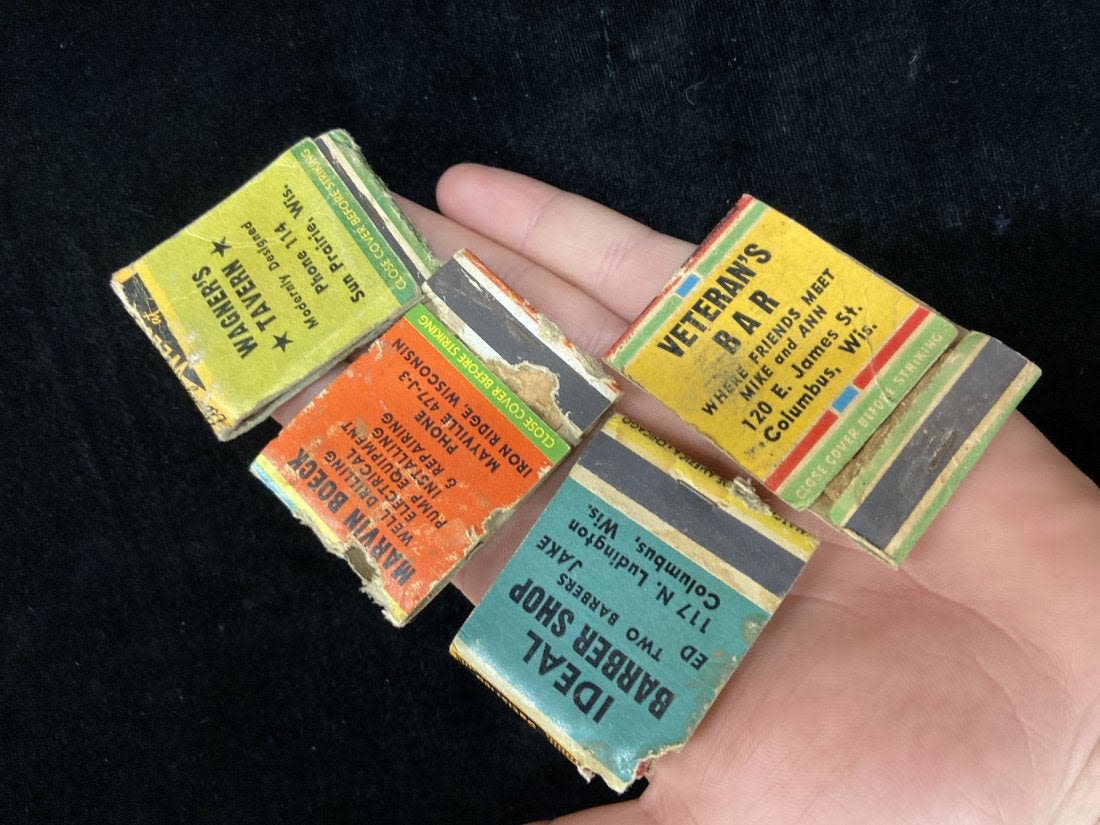 WAGNER'S
★ TAVERN ★
Modernly Designed
Phone 114
Sun Prairie, Wis.
CLOSE COVER BEFORE STRIKING
MARVIN BOECK
WELL DRILLING
PUMP EQUIPMENT
ELECTRICAL
INSTALLING
& REPAIRING
PHONE
MAYVILLE 477-J-3
IRON RIDGE, WISCONSIN
CLOSE COVER BEFORE STRIKING
IDEAL
BARBER SHOP
TWO BARBERS
ED JAKE
117 N. Ludington
Columbus, Wis.
VETERAN'S
BAR
WHERE FRIENDS MEET
MIKE and ANN
120 E. James St.
Columbus, Wis.
CLOSE COVER BEFORE STRIKING